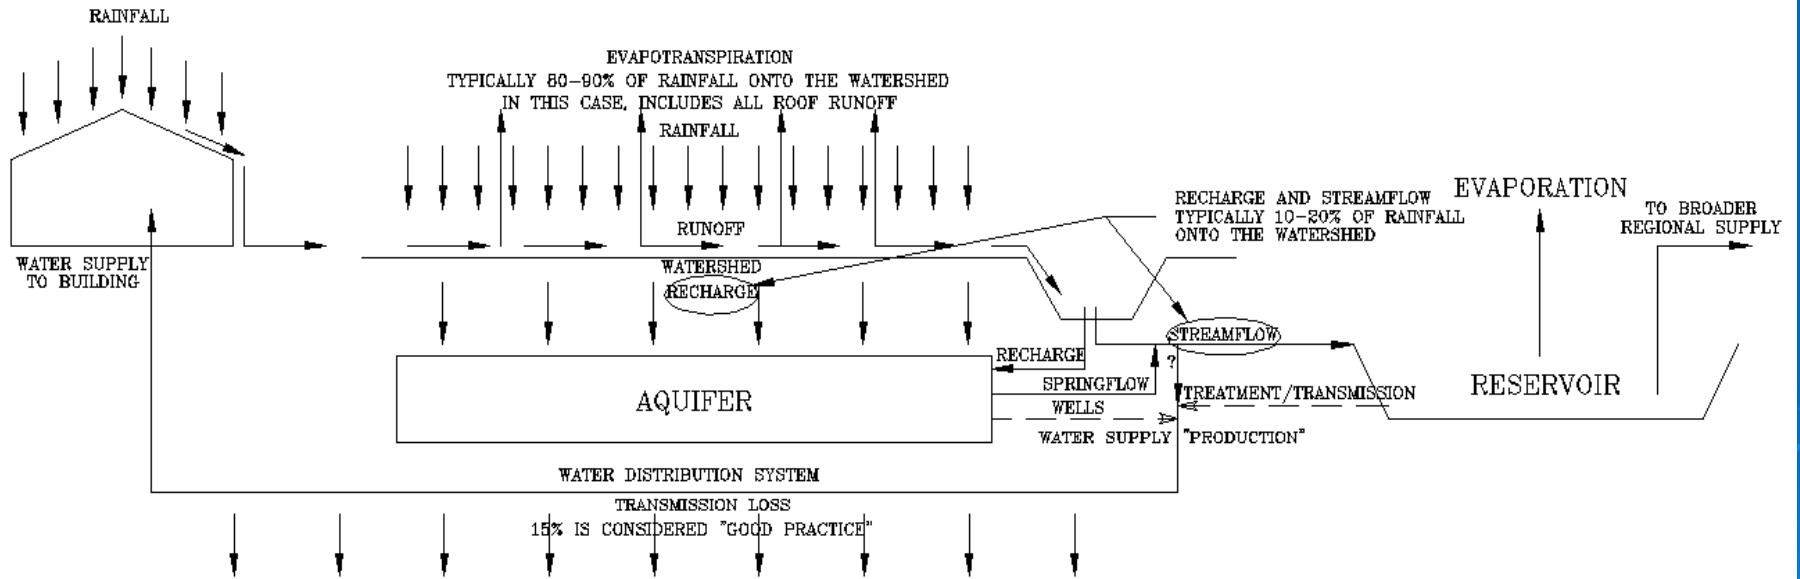 RAINFALL
EVAPOTRANSPIRATION
TYPICALLY 80-90% OF RAINFALL ONTO THE WATERSHED
IN THIS CASE, INCLUDES ALL ROOF RUNOFF
RAINFALL
RECHARGE AND STREAMFLOW
TYPICALLY 10-20% OF RAINFALL
ONTO THE WATERSHED
EVAPORATION
TO BROADER
REGIONAL SUPPLY
RUNOFF
WATER SUPPLY
TO BUILDING
WATERSHED
RECHARGE
STREAMFLOW
RECHARGE
?
SPRINGFLOW
RESERVOIR
TREATMENT/TRANSMISSION
AQUIFER
WELLS
WATER SUPPLY "PRODUCTION"
WATER DISTRIBUTION SYSTEM
TRANSMISSION LOSS
15% IS CONSIDERED "GOOD PRACTICE"